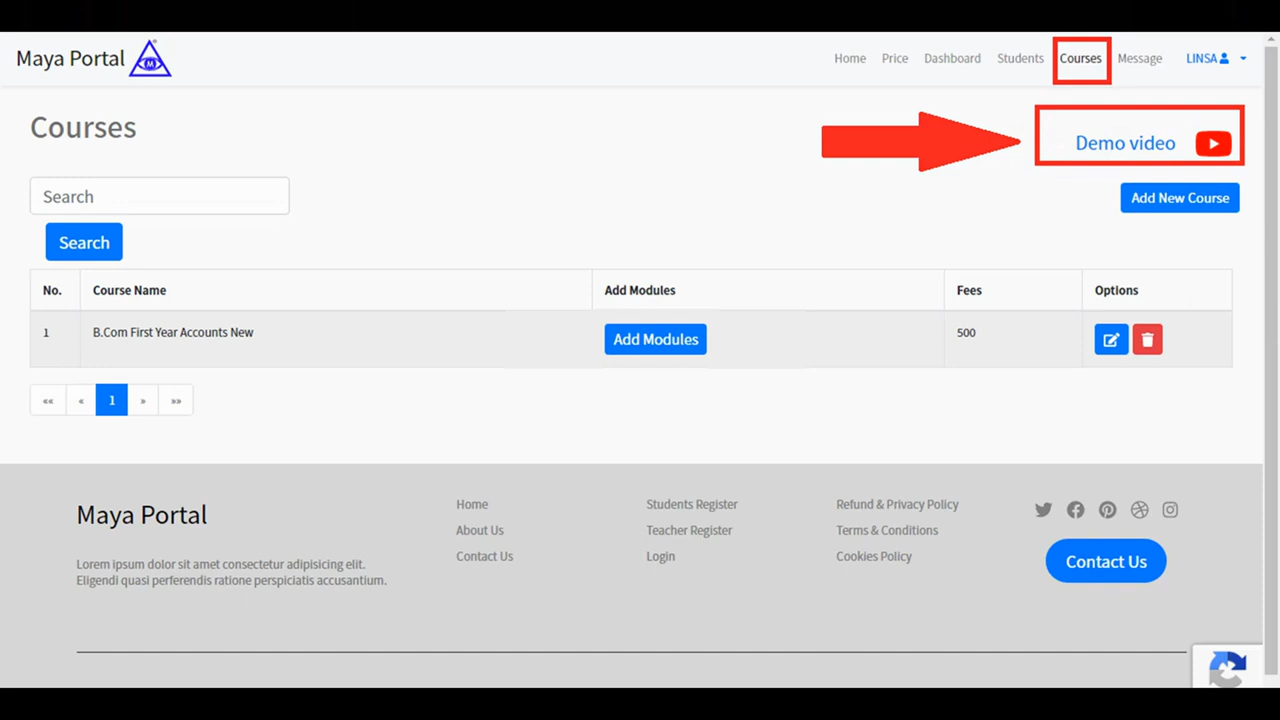 Maya Portal
Home Price Dashboard Students Courses Message LINSA
Courses
Demo video
Search
Add New Course
Search
No. Course Name Add Modules Fees Options
1 B.Com First Year Accounts New Add Modules 500
«« « 1 » »»
Maya Portal
Lorem ipsum dolor sit amet consectetur adipisicing elit.
Eligendi quasi perferendis ratione perspiciatis accusantium.
Home
About Us
Contact Us
Students Register
Teacher Register
Login
Refund & Privacy Policy
Terms & Conditions
Cookies Policy
Contact Us